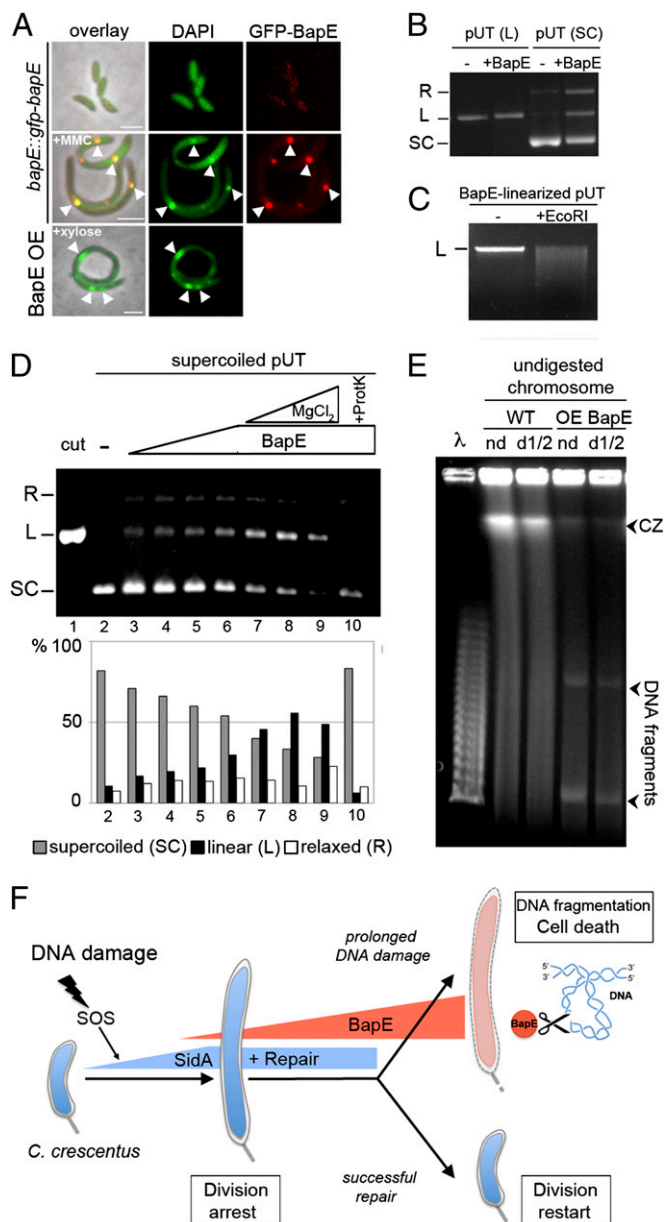 A
overlay DAPI GFP-BapE
bapE::gfp-bapE
+MMC
BapE OE
+xylose
B
pUT (L) pUT (SC)
- +BapE - +BapE
R
L
SC
C
BapE-linearized pUT
- +EcoRI
L
D
supercoiled pUT
MgCl2
+ProtK
cut - BapE
R
L
SC
1 2 3 4 5 6 7 8 9 10
% 100
50
0
2 3 4 5 6 7 8 9 10
supercoiled (SC) linear (L) relaxed (R)
E
undigested
chromosome
WT OE BapE
λ nd d1/2 nd d1/2
CZ
DNA fragments
F
DNA damage
SOS
C. crescentus
SidA + Repair
BapE
Division
arrest
prolonged
DNA damage
DNA fragmentation
Cell death
5' 3'
3' 5'
DNA
BapE
successful
repair
Division
restart